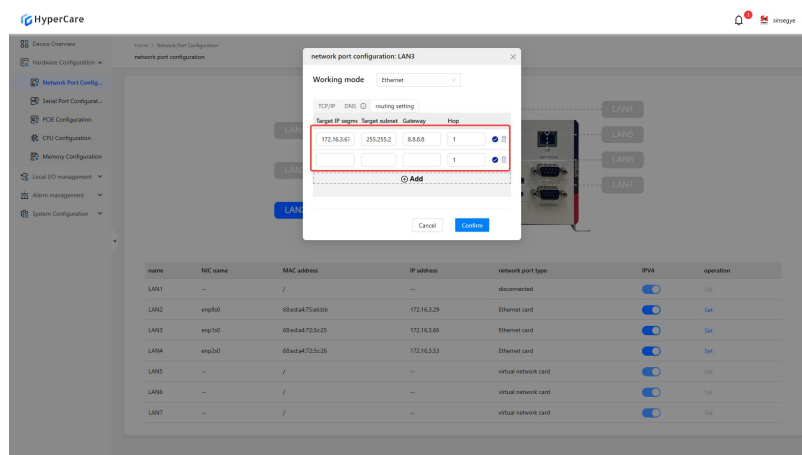 HyperCare
1
sinsegye
Device Overview
Hardware Configuration
Network Port Config...
Serial Port Configurat...
PCIE Configuration
CPU Configuration
Memory Configuration
Local I/O management
Alarm management
System Configuration
Home / Network Port Configuration
network port configuration
network port configuration: LAN3
Working mode Ethernet
TCP/IP DNS routing setting
Target IP segm Target subnet Gateway Hop
172.16.3.67 255.255.2 8.8.8.8 1
1
Add
Cancel Confirm
LAN4
LAN5
LAN6
LAN7
name NIC name MAC address IP address network port type IPV4 operation
LAN1 -- / -- disconnected Set
LAN2 enp8s0 68:ed:a4:75:a6:bb 172.16.3.29 Ethernet card Set
LAN3 enp1s0 68:ed:a4:72:3c:25 172.16.3.66 Ethernet card Set
LAN4 enp2s0 68:ed:a4:72:3c:26 172.16.3.53 Ethernet card Set
LAN5 -- / -- virtual network card Set
LAN6 -- / -- virtual network card Set
LAN7 -- / -- virtual network card Set